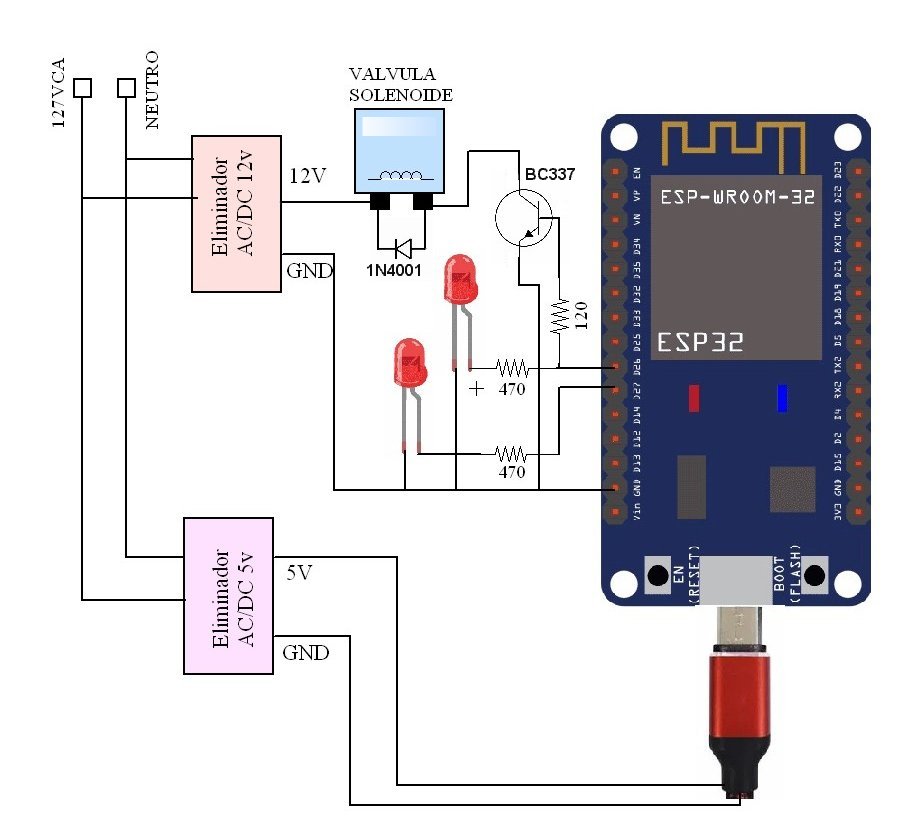 127VCA
NEUTRO
VALVULA
SOLENOIDE
Eliminador
AC/DC 12v
12V
GND
1N4001
BC337
120
+
470
470
ESP-WROOM-32
ESP32
EN
VP
VN
D34
D35
D32
D33
D25
D26
D27
D14
D12
D13
GND
Vin
D23
D22
TX0
RX0
D21
D19
D18
D5
TX2
RX2
D4
D2
D15
GND
3V3
EN
(RESET)
BOOT
(FLASH)
Eliminador
AC/DC 5v
5V
GND